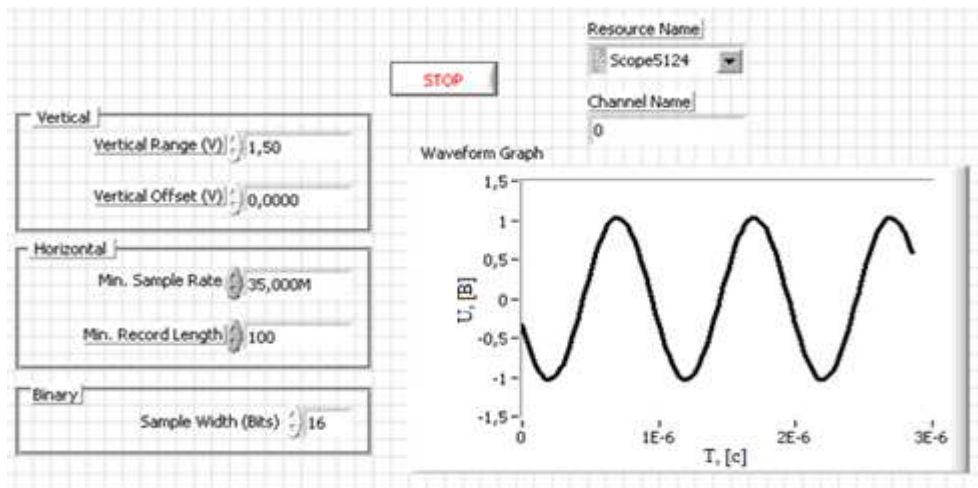 Resource Name
Scope5124
STOP
Channel Name
0
Vertical
Vertical Range (V) 1,50
Vertical Offset (V) 0,0000
Horizontal
Min. Sample Rate 35,000M
Min. Record Length 100
Binary
Sample Width (Bits) 16
Waveform Graph
1,5
1
0,5
0
-0,5
-1
-1,5
U, [B]
0 1E-6 2E-6 3E-6
T, [c]